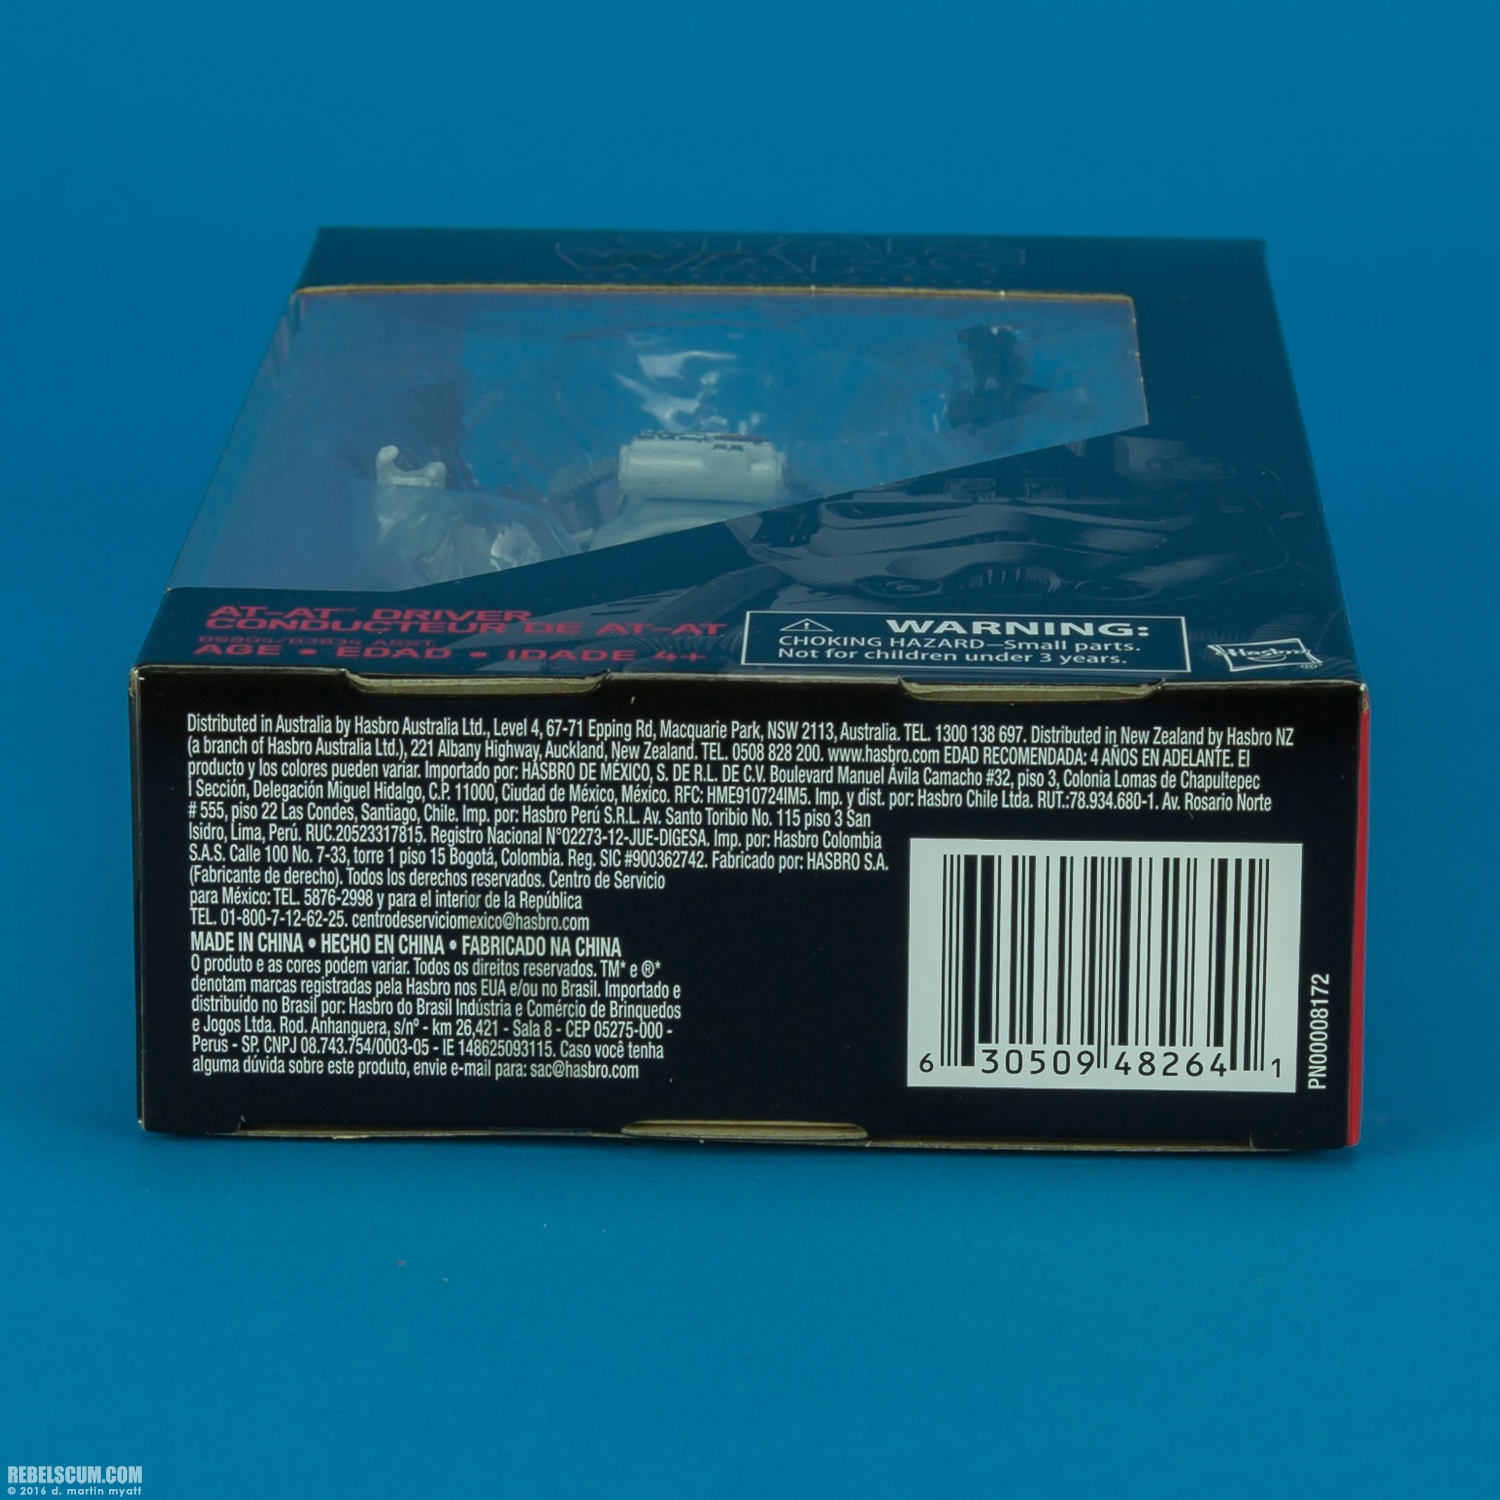 STAR
WARS
AT-AT™ DRIVER
CONDUCTEUR DE AT-AT
B9804/B3834 ASST.
AGE • EDAD • IDADE 4+
WARNING:
CHOKING HAZARD—Small parts.
Not for children under 3 years.
Hasbro ®
Distributed in Australia by Hasbro Australia Ltd., Level 4, 67-71 Epping Rd, Macquarie Park, NSW 2113, Australia. TEL. 1300 138 697. Distributed in New Zealand by Hasbro NZ
(a branch of Hasbro Australia Ltd.), 221 Albany Highway, Auckland, New Zealand. TEL. 0508 828 200. www.hasbro.com EDAD RECOMENDADA: 4 AÑOS EN ADELANTE. El
producto y los colores pueden variar. Importado por: HASBRO DE MÉXICO, S. DE R.L. DE C.V. Boulevard Manuel Ávila Camacho #32, piso 3, Colonia Lomas de Chapultepec
I Sección, Delegación Miguel Hidalgo, C.P. 11000, Ciudad de México, México. RFC: HME910724IM5. Imp. y dist. por: Hasbro Chile Ltda. RUT.:78.934.680-1. Av. Rosario Norte
# 555, piso 22 Las Condes, Santiago, Chile. Imp. por: Hasbro Perú S.R.L. Av. Santo Toribio No. 115 piso 3 San
Isidro, Lima, Perú. RUC.20523317815. Registro Nacional N°02273-12-JUE-DIGESA. Imp. por: Hasbro Colombia
S.A.S. Calle 100 No. 7-33, torre 1 piso 15 Bogotá, Colombia. Reg. SIC #900362742. Fabricado por: HASBRO S.A.
(Fabricante de derecho). Todos los derechos reservados. Centro de Servicio
para México: TEL. 5876-2998 y para el interior de la República
TEL. 01-800-7-12-62-25. centrodeserviciomexico@hasbro.com
MADE IN CHINA • HECHO EN CHINA • FABRICADO NA CHINA
O produto e as cores podem variar. Todos os direitos reservados. TM* e ®*
denotam marcas registradas pela Hasbro nos EUA e/ou no Brasil. Importado e
distribuído no Brasil por: Hasbro do Brasil Indústria e Comércio de Brinquedos
e Jogos Ltda. Rod. Anhanguera, s/nº - km 26,421 - Sala 8 - CEP 05275-000 -
Perus - SP. CNPJ 08.743.754/0003-05 - IE 148625093115. Caso você tenha
alguma dúvida sobre este produto, envie e-mail para: sac@hasbro.com
6 30509 48264 1
PN00008172
REBELSCUM.COM
© 2016 d. martin myatt